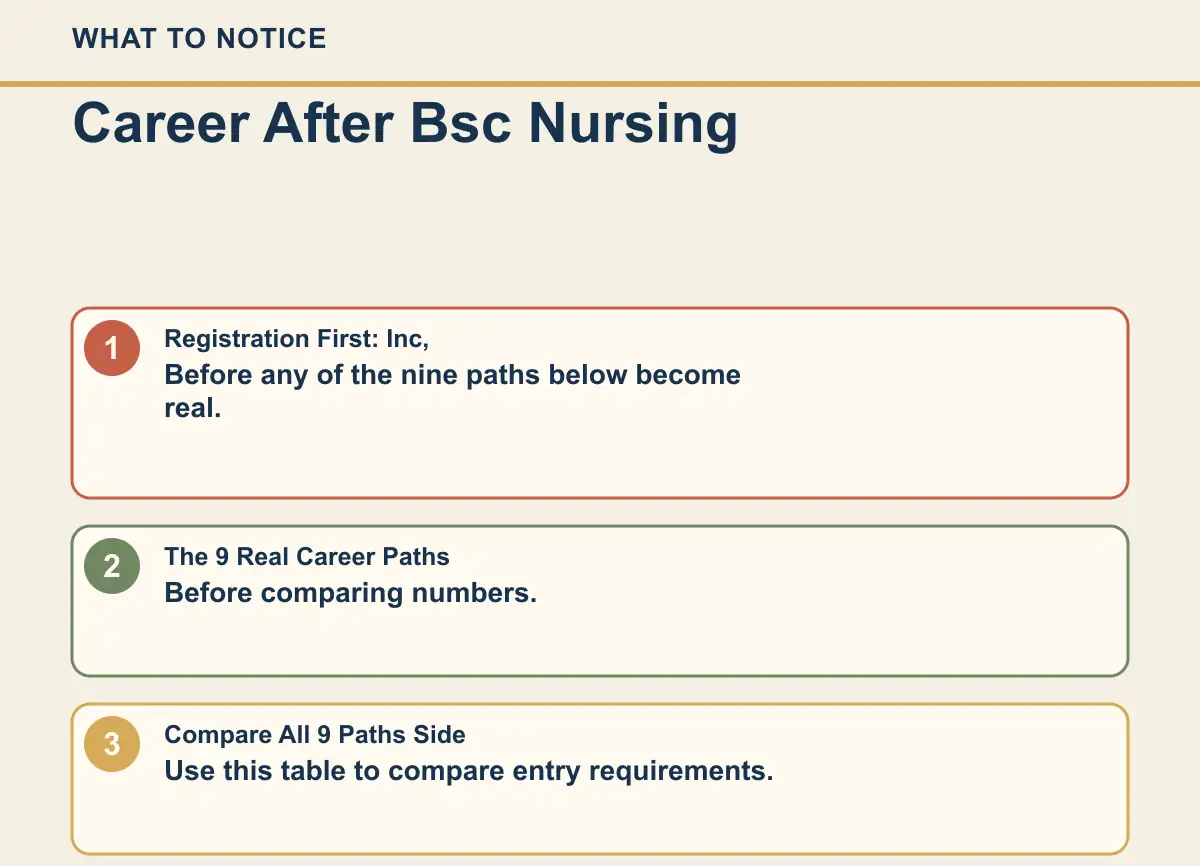 WHAT TO NOTICE
Career After Bsc Nursing
1
Registration First: Inc,
Before any of the nine paths below become
real.
2
The 9 Real Career Paths
Before comparing numbers.
3
Compare All 9 Paths Side
Use this table to compare entry requirements.